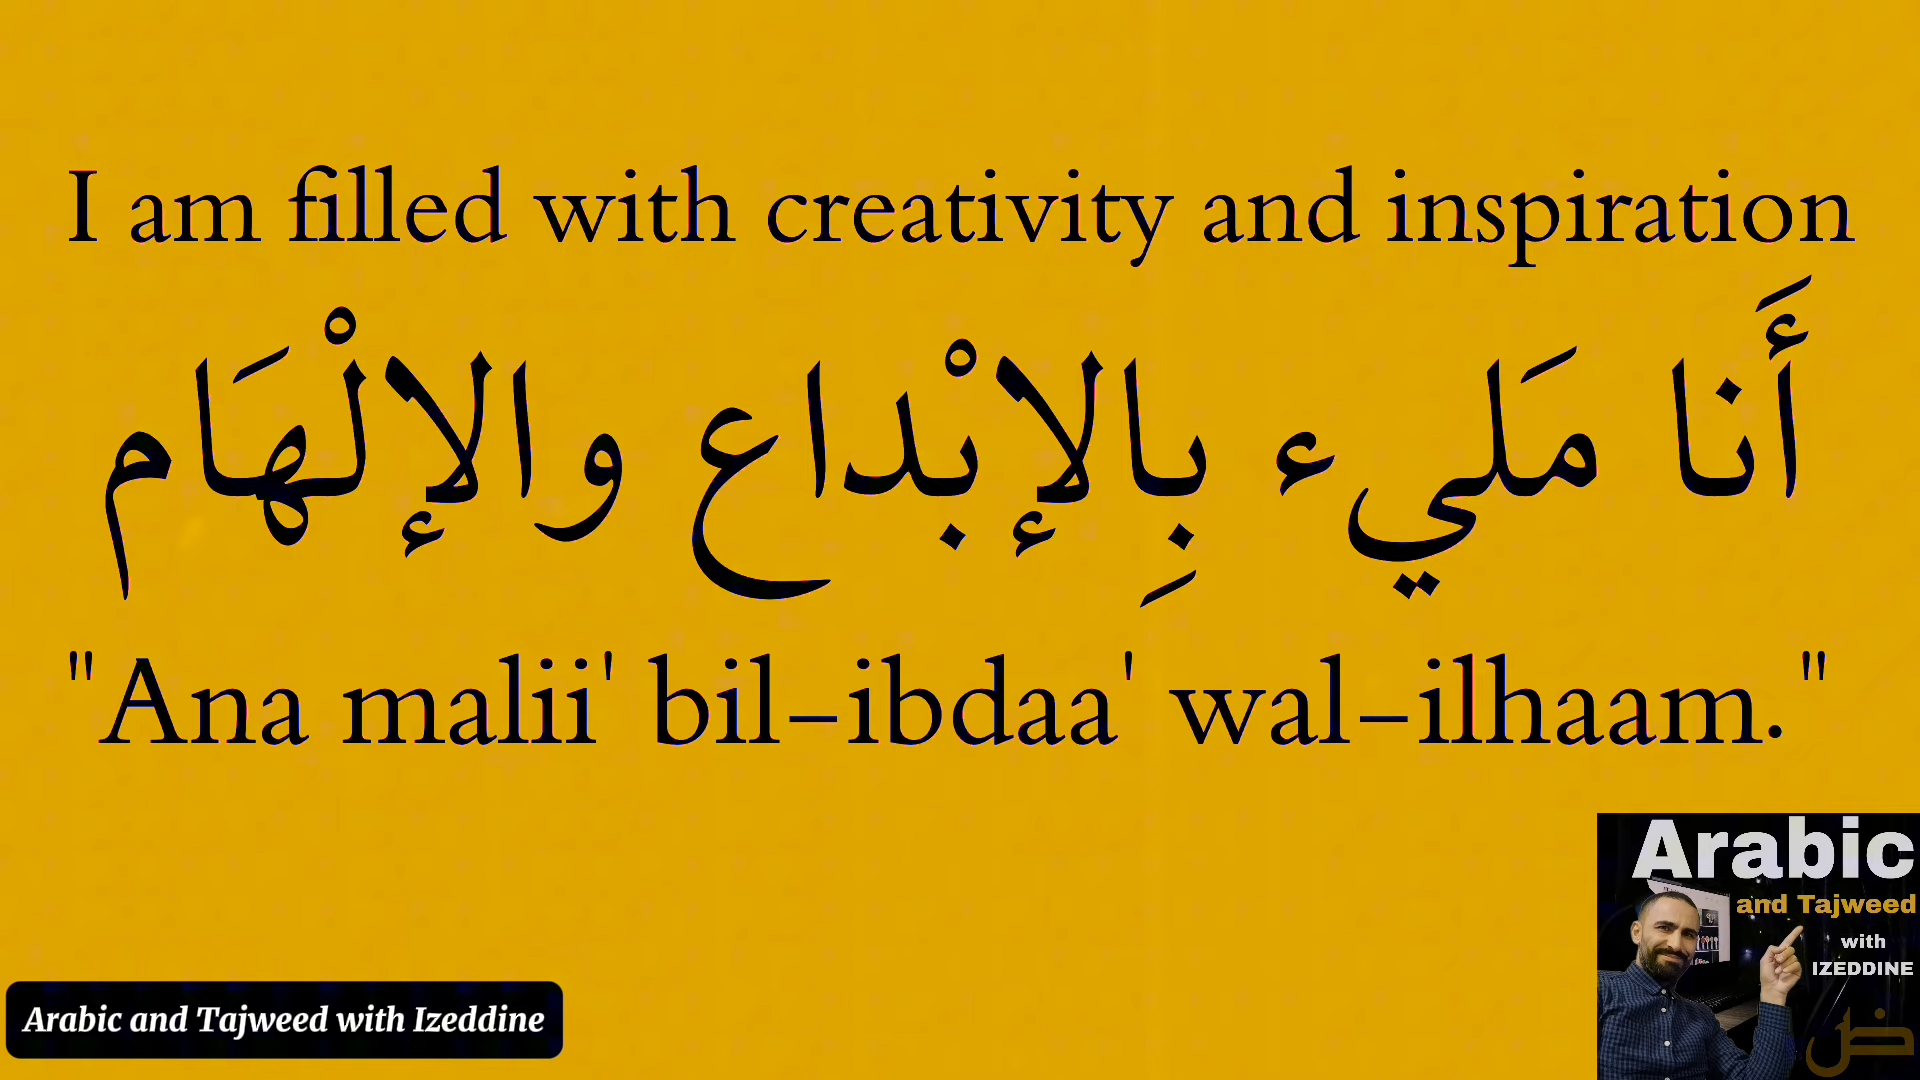 I am filled with creativity and inspiration
أَنا مَليء بِالإبْداع والإلْهَام
"Ana malii' bil-ibdaa' wal-ilhaam."
Arabic
and Tajweed
with
IZEDDINE
ض
Arabic and Tajweed with Izeddine